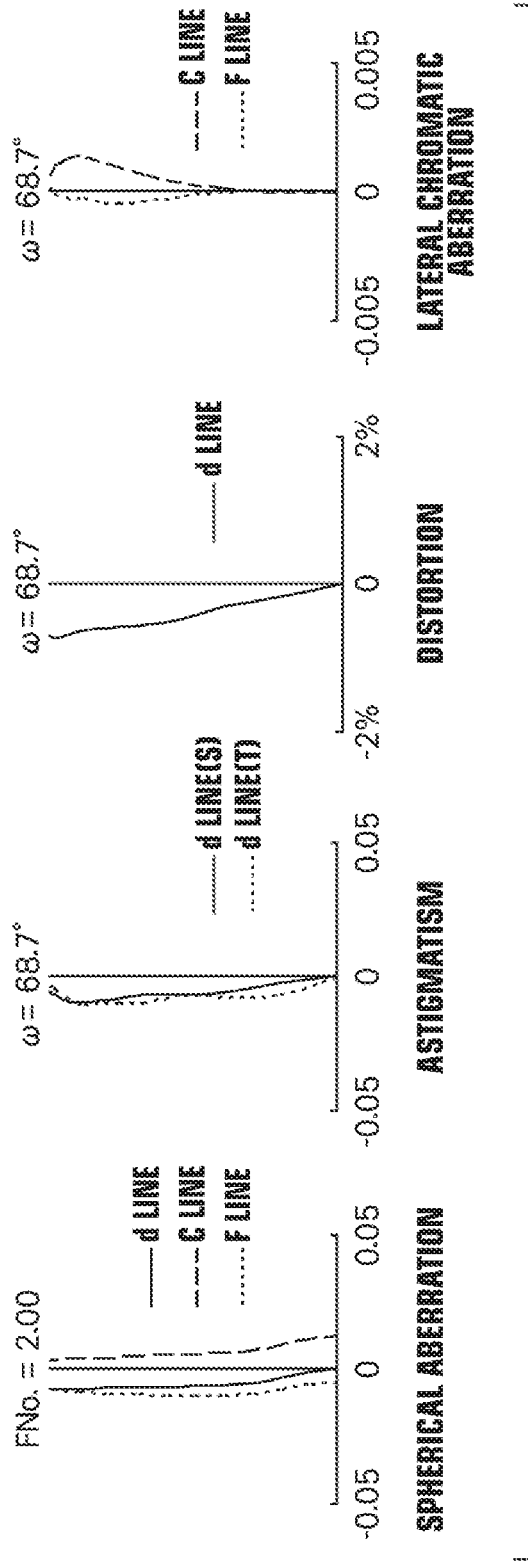 FNo. = 2.00
d LINE
C LINE
F LINE
-0.05
0
0.05
SPHERICAL ABERRATION
ω= 68.7°
d LINE(S)
d LINE(T)
-0.05
0
0.05
ASTIGMATISM
ω= 68.7°
d LINE
-2%
0
2%
DISTORTION
ω= 68.7°
C LINE
F LINE
-0.005
0
0.005
LATERAL CHROMATIC
ABERRATION